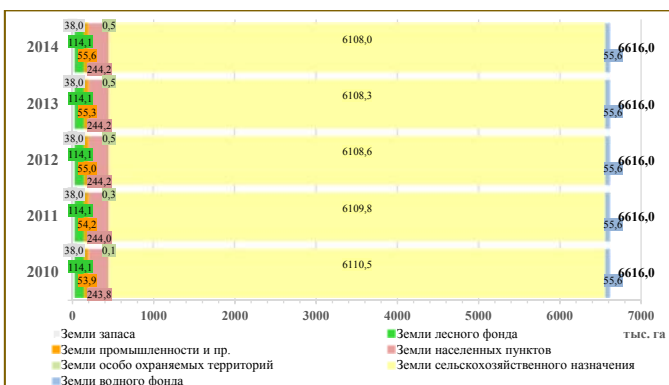 38,0 0,5
2014 114,1 6108,0 6616,0
55,6 55,6
244,2
38,0 0,5
2013 114,1 6108,3 6616,0
55,3 55,6
244,2
38,0 0,5
2012 114,1 6108,6 6616,0
55,0 55,6
244,2
38,0 0,3
2011 114,1 6109,8 6616,0
54,2 55,6
244,0
38,0 0,1
2010 114,1 6110,5 6616,0
53,9 55,6
243,8
0 1000 2000 3000 4000 5000 6000 7000
Земли запаса Земли лесного фонда тыс. га
Земли промышленности и пр. Земли населенных пунктов
Земли особо охраняемых территорий Земли сельскохозяйственного назначения
Земли водного фонда